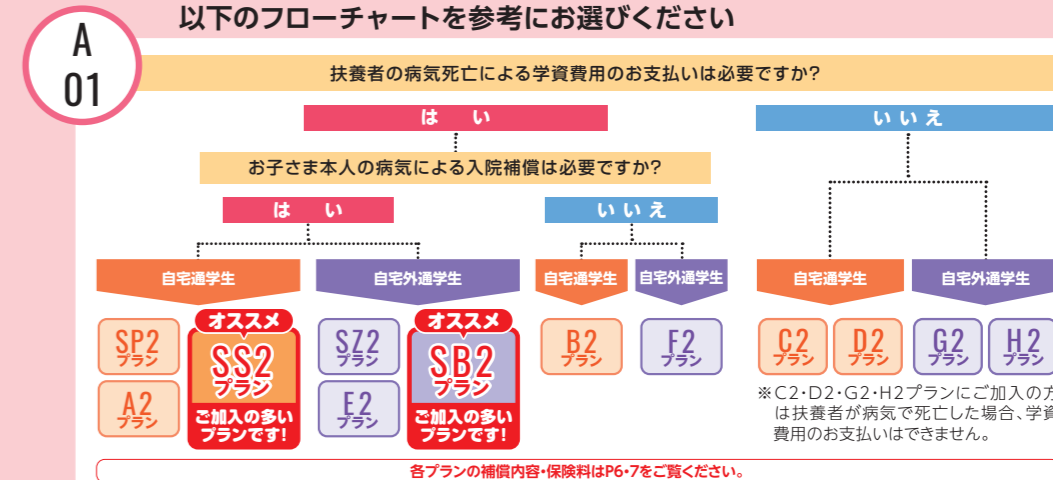 A
01
以下のフローチャートを参考にお選びください
扶養者の病気死亡による学資費用のお支払いは必要ですか?
はい
いいえ
お子さま本人の病気による入院補償は必要ですか?
はい
いいえ
自宅通学生
自宅外通学生
自宅通学生
自宅外通学生
自宅通学生
自宅外通学生
SP2
プラン
A2
プラン
オススメ
SS2
プラン
ご加入の多い
プランです!
SZ2
プラン
E2
プラン
オススメ
SB2
プラン
ご加入の多い
プランです!
B2
プラン
F2
プラン
C2
プラン
D2
プラン
G2
プラン
H2
プラン
※C2・D2・G2・H2プランにご加入の方
は扶養者が病気で死亡した場合、学資
費用のお支払いはできません。
各プランの補償内容・保険料はP6・7をご覧ください。